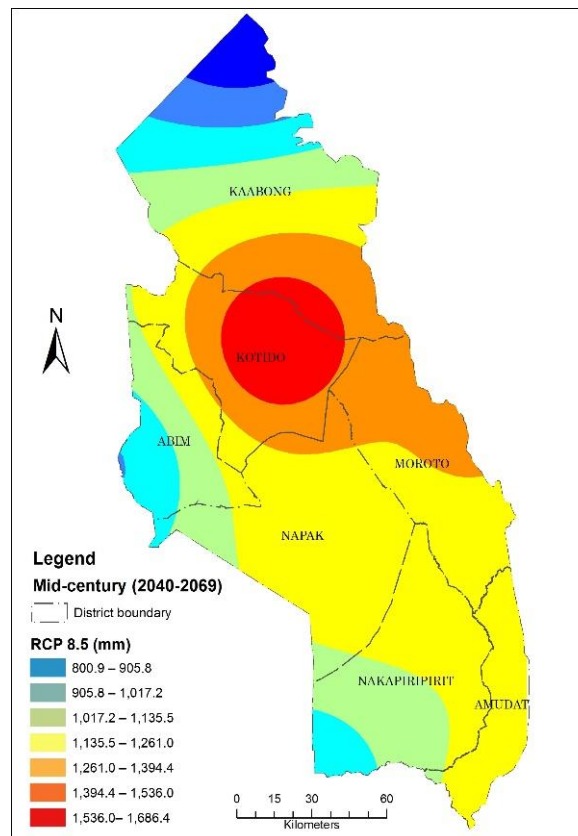 KAABONG
N
KOTIDO
ABIM
MOROTO
NAPAK
NAKAPIRIPIRIT
AMUDAT
Legend
Mid-century (2040-2069)
District boundary
RCP 8.5 (mm)
800.9 – 905.8
905.8 – 1,017.2
1,017.2 – 1,135.5
1,135.5 – 1,261.0
1,261.0 – 1,394.4
1,394.4 – 1,536.0
1,536.0 – 1,686.4
0 15 30 60
Kilometers